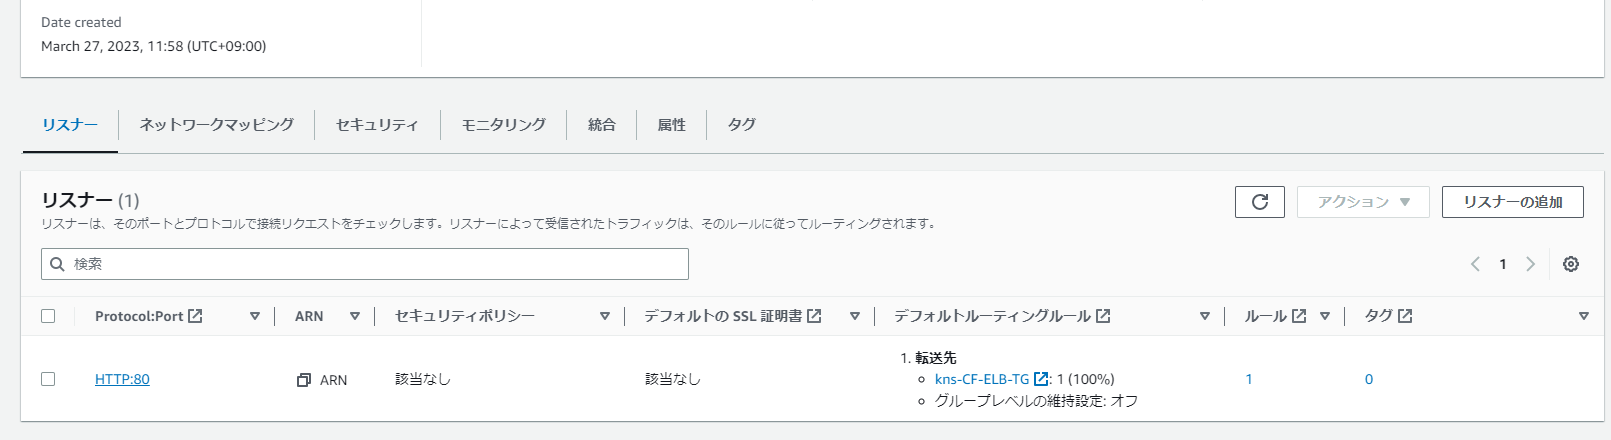 Date created
March 27, 2023, 11:58 (UTC+09:00)
リスナー ネットワークマッピング セキュリティ モニタリング 統合 属性 タグ
リスナー (1)
アクション リスナーの追加
リスナーは、そのポートとプロトコルで接続リクエストをチェックします。リスナーによって受信されたトラフィックは、そのルールに従ってルーティングされます。
検索
1
Protocol:Port ARN セキュリティポリシー デフォルトの SSL 証明書 デフォルトルーティングルール ルール タグ
1. 転送先
HTTP:80 ARN 該当なし 該当なし kns-CF-ELB-TG : 1 (100%) 1 0
グループレベルの維持設定: オフ